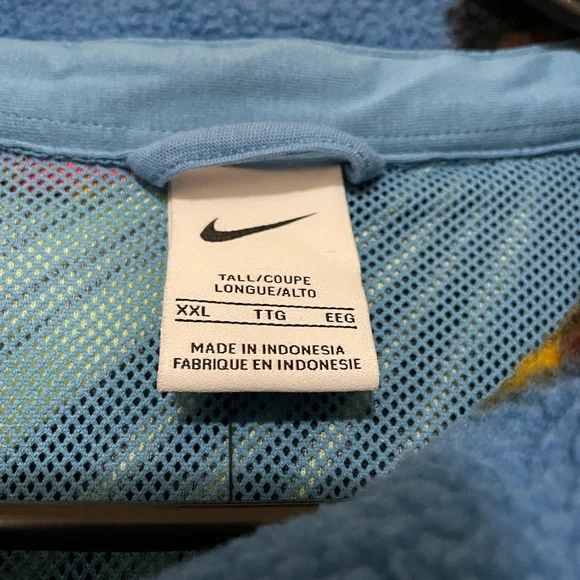 TALL/COUPE
LONGUE/ALTO
XXL TTG EEG
MADE IN INDONESIA
FABRIQUE EN INDONESIE